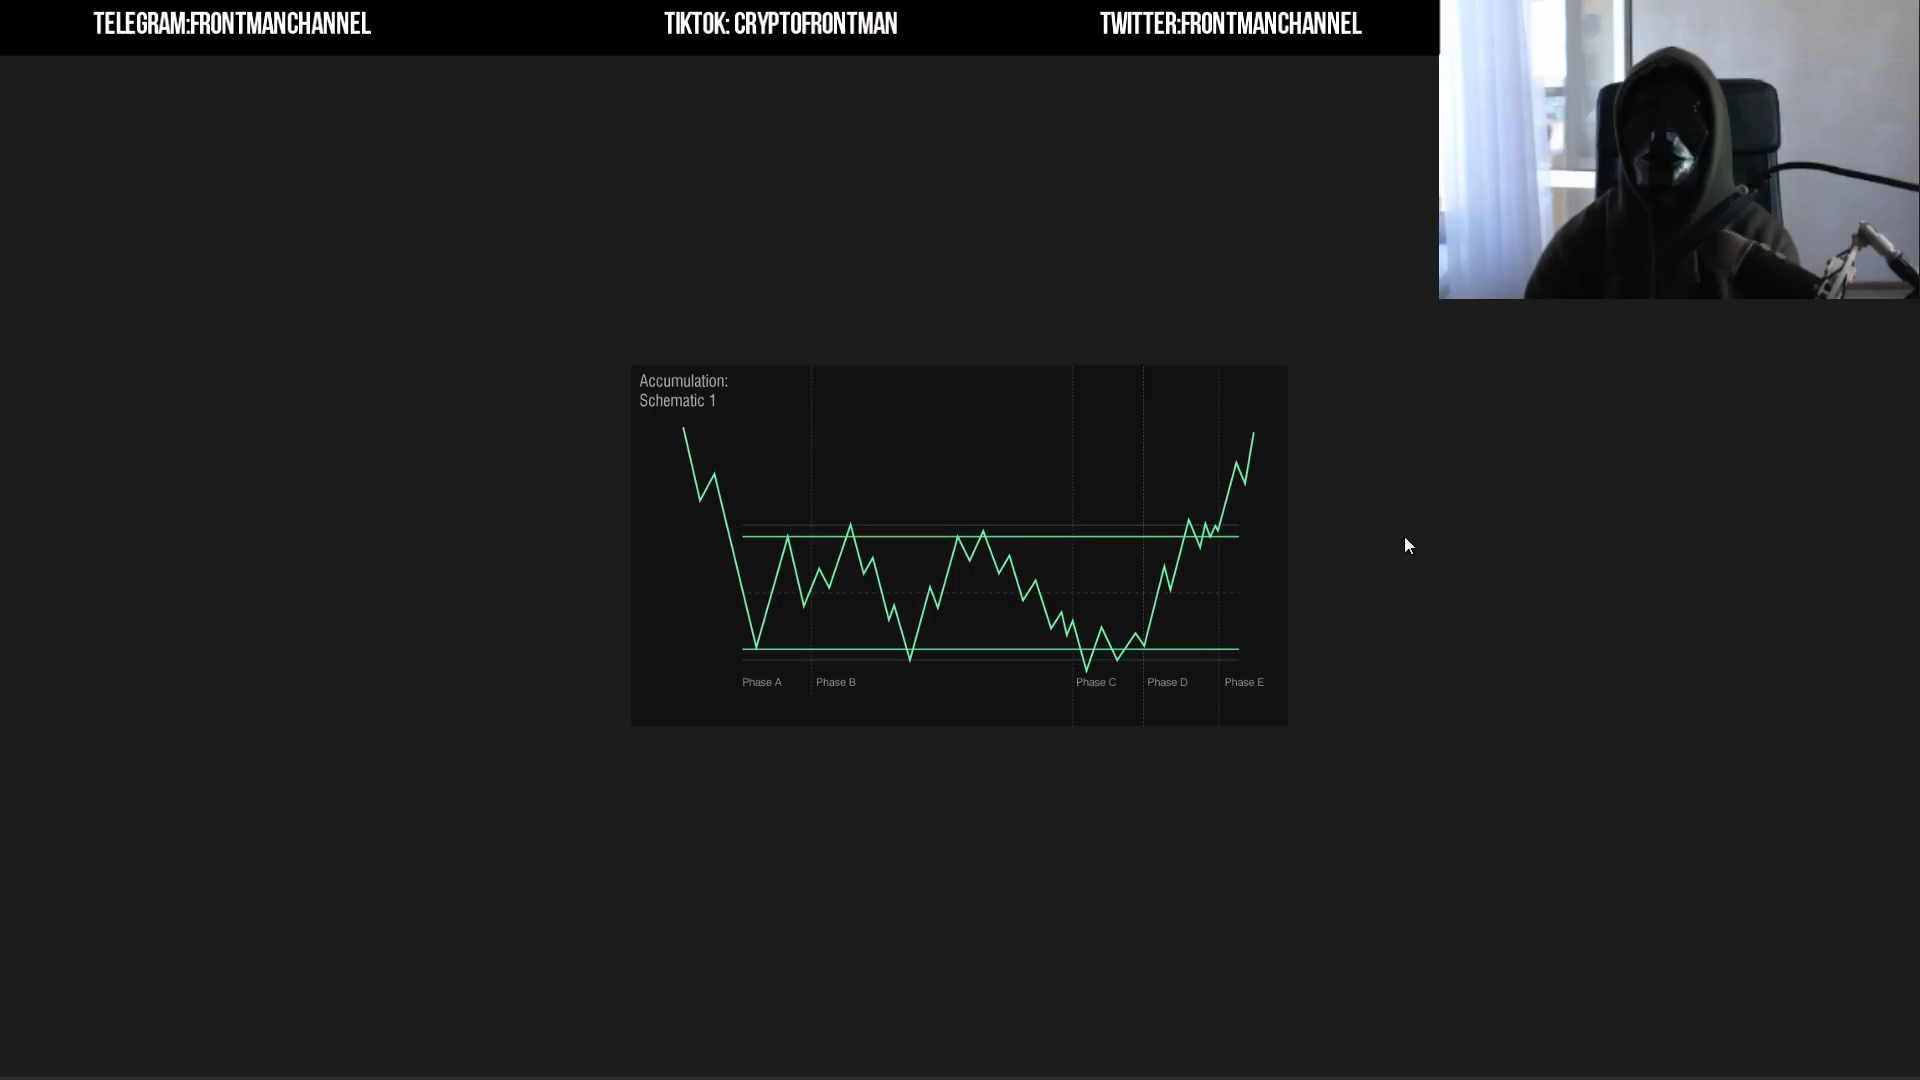 TELEGRAM:FRONTMANCHANNEL
TIKTOK: CRYPTOFRONTMAN
TWITTER:FRONTMANCHANNEL
Accumulation:
Schematic 1
Phase A
Phase B
Phase C
Phase D
Phase E